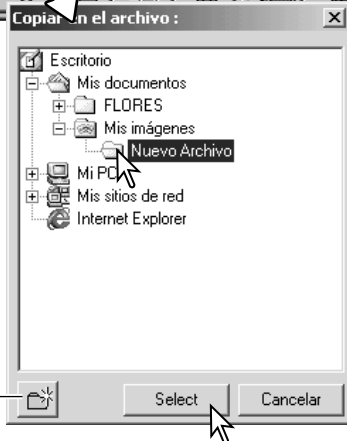 Copiar en el archivo :
Escritorio
Mis documentos
FLORES
Mis imágenes
Nuevo Archivo
Mi PC
Mis sitios de red
Internet Explorer
Select
Cancelar